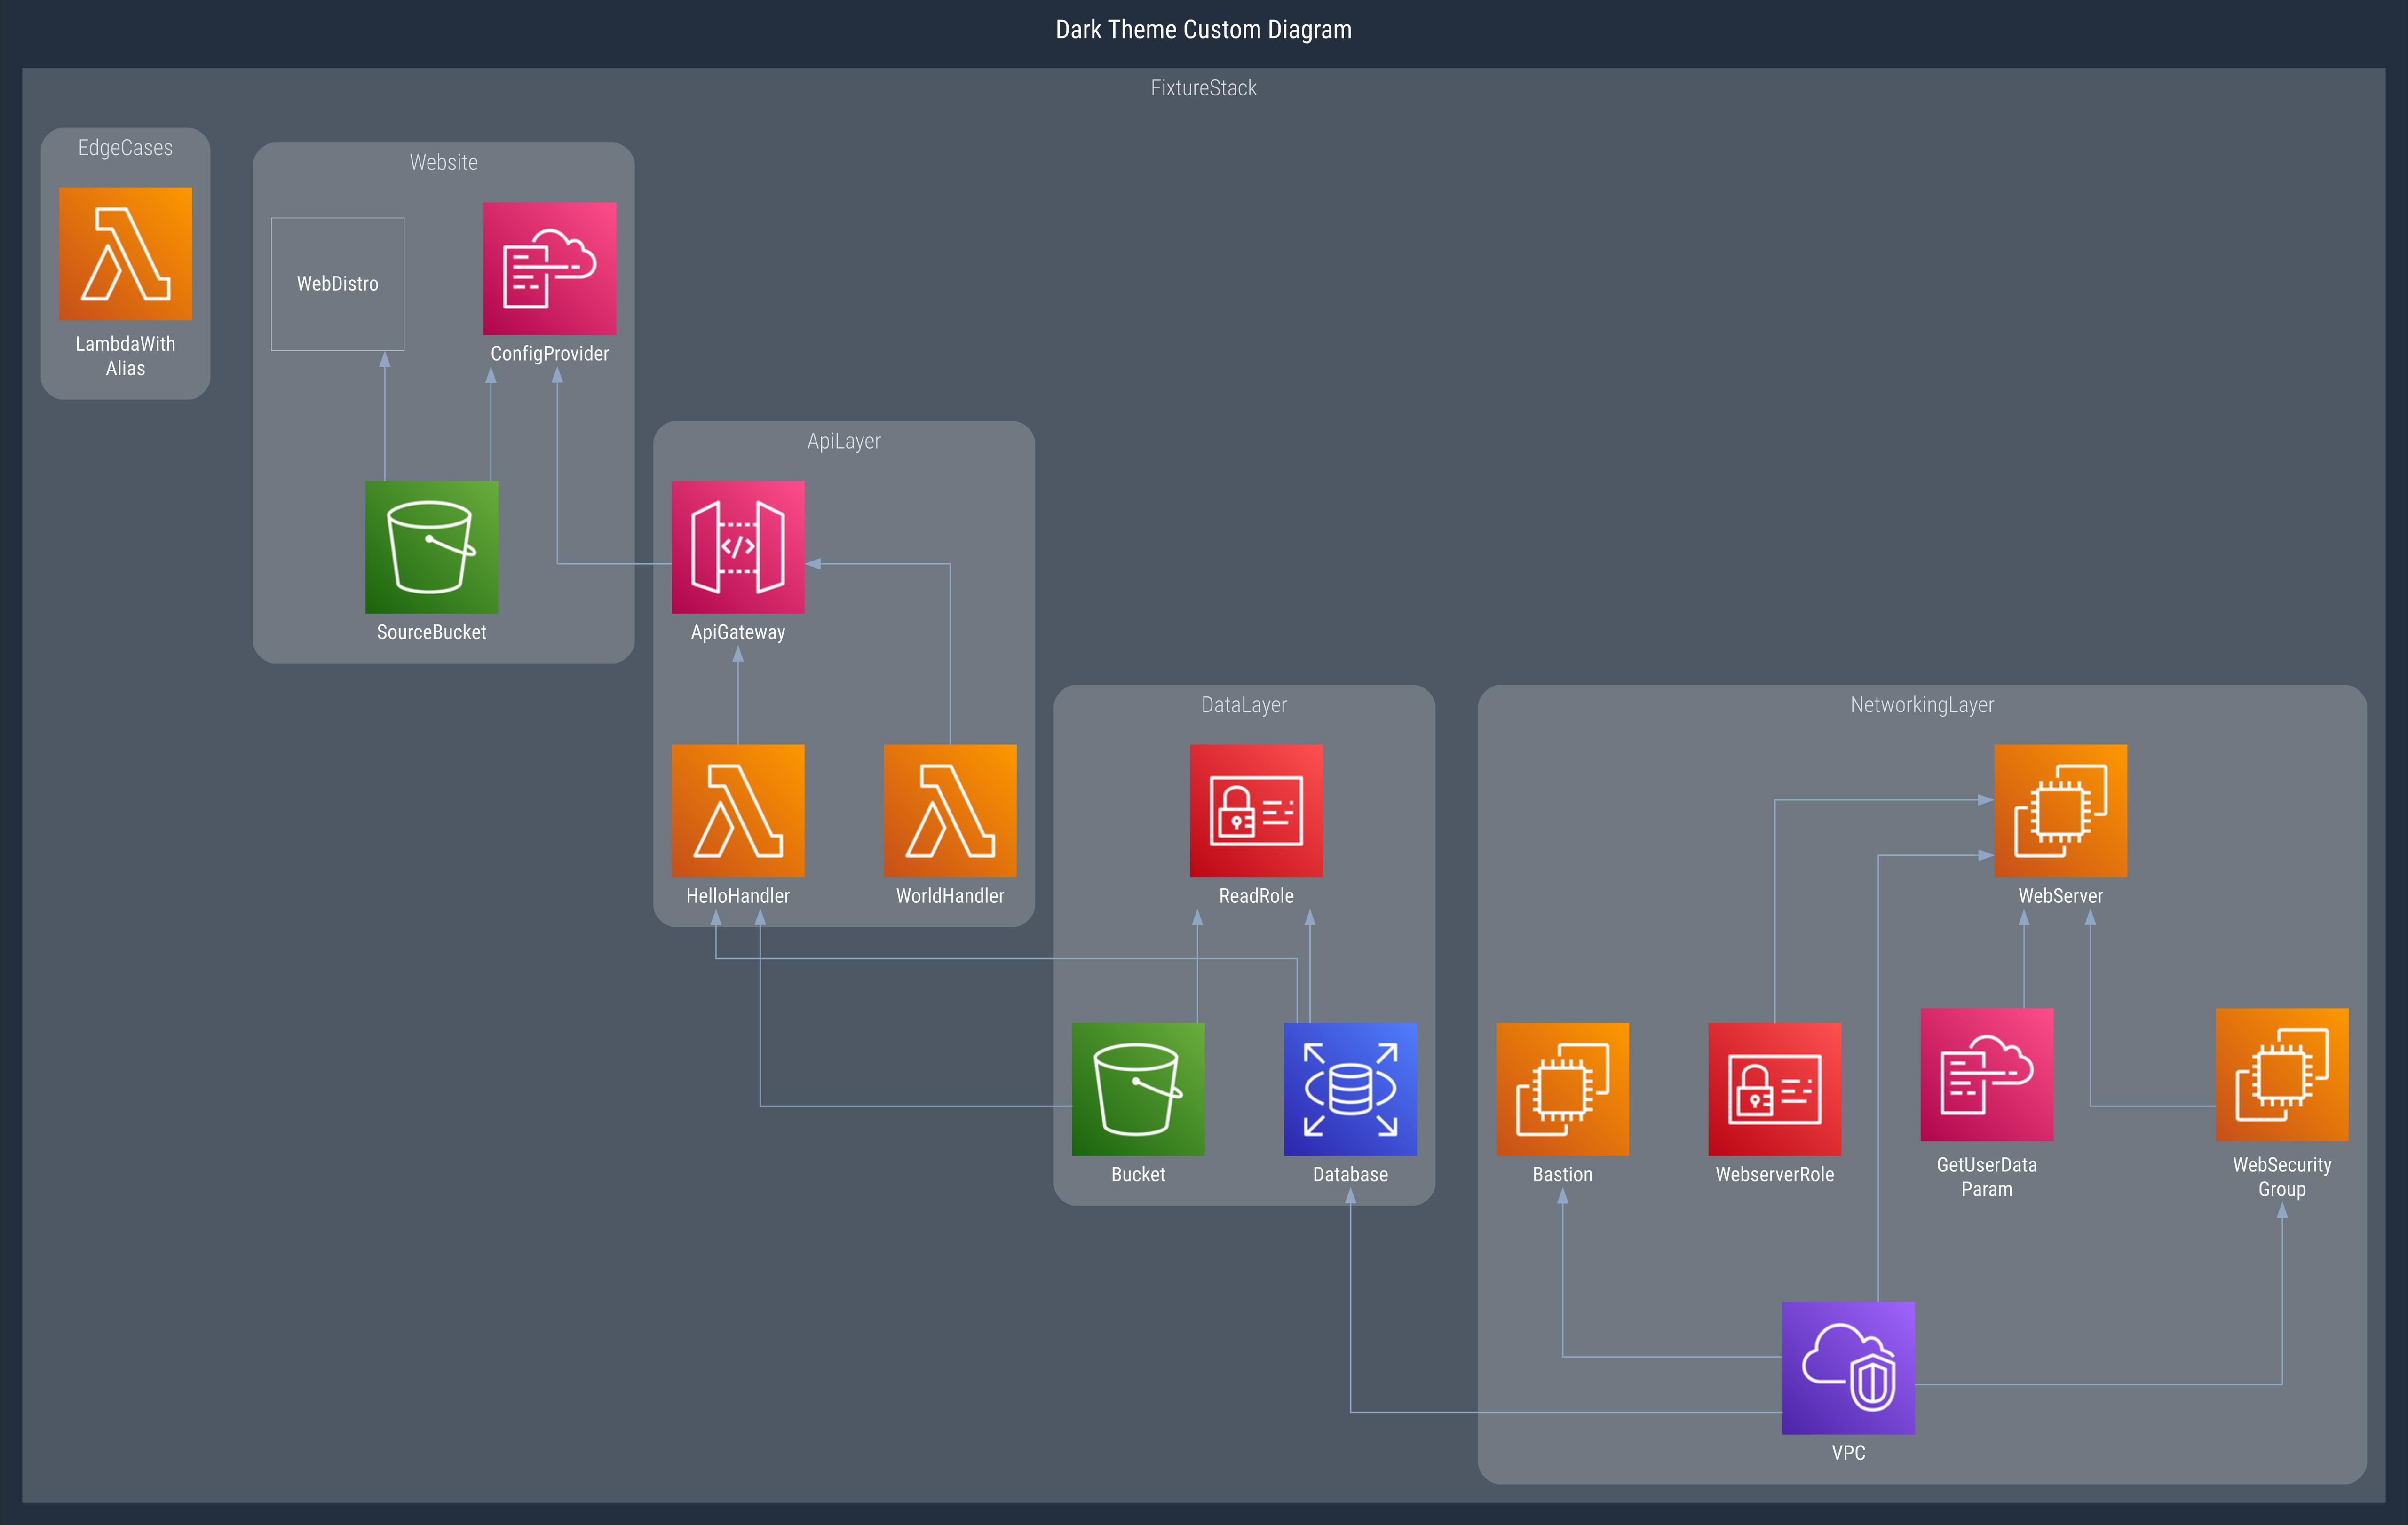 Dark Theme Custom Diagram
FixtureStack
EdgeCases
LambdaWith
Alias
Website
WebDistro
ConfigProvider
SourceBucket
ApiLayer
</>
ApiGateway
HelloHandler
WorldHandler
DataLayer
ReadRole
Bucket
Database
NetworkingLayer
WebServer
Bastion
WebserverRole
GetUserData
Param
WebSecurity
Group
VPC